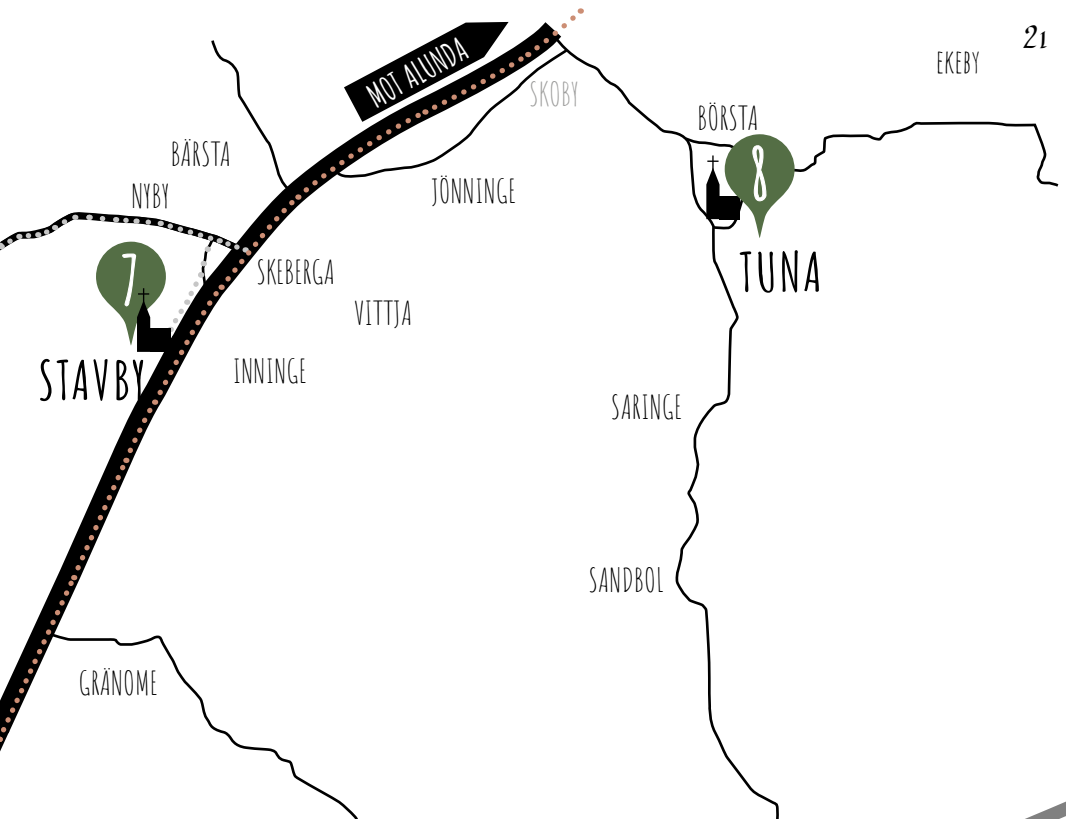 21
EKEBY
MOT ALUNDA
SKOBY
BÖRSTA
BÄRSTA
8
NYBY
JÖNNINGE
7
SKEBERGA
TUNA
VITTJA
STAVBY
INNINGE
SARINGE
SANDBOL
GRÄNOME